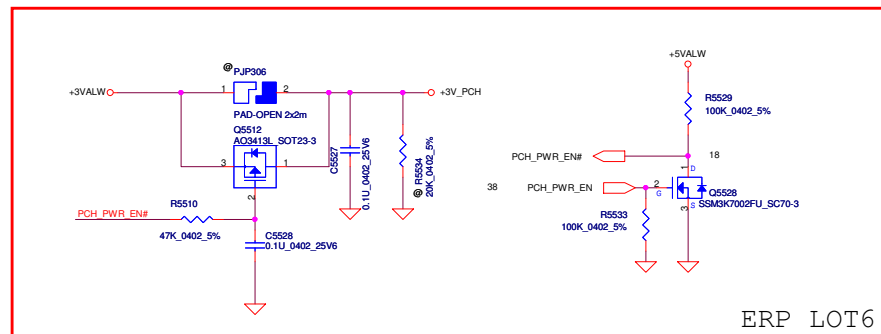 @
PJP306
+3VALW
1
2
+3V_PCH
PAD-OPEN 2x2m
Q5512
AO3413L_SOT23-3
3
1
2
C5527
0.1U_0402_25V6
@ R5534
20K_0402_5%
PCH_PWR_EN#
R5510
47K_0402_5%
C5528
0.1U_0402_25V6
+5VALW
R5529
100K_0402_5%
PCH_PWR_EN#
18
1
D
38
PCH_PWR_EN
2
G
Q5528
S
SSM3K7002FU_SC70-3
3
R5533
100K_0402_5%
ERP LOT6